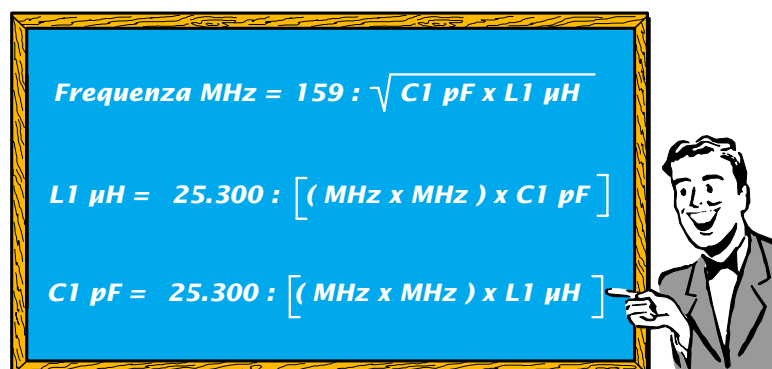 Frequenza MHz = 159 : √ C1 pF x L1 µH
L1 µH = 25.300 : [( MHz x MHz ) x C1 pF ]
C1 pF = 25.300 : [( MHz x MHz ) x L1 µH ]